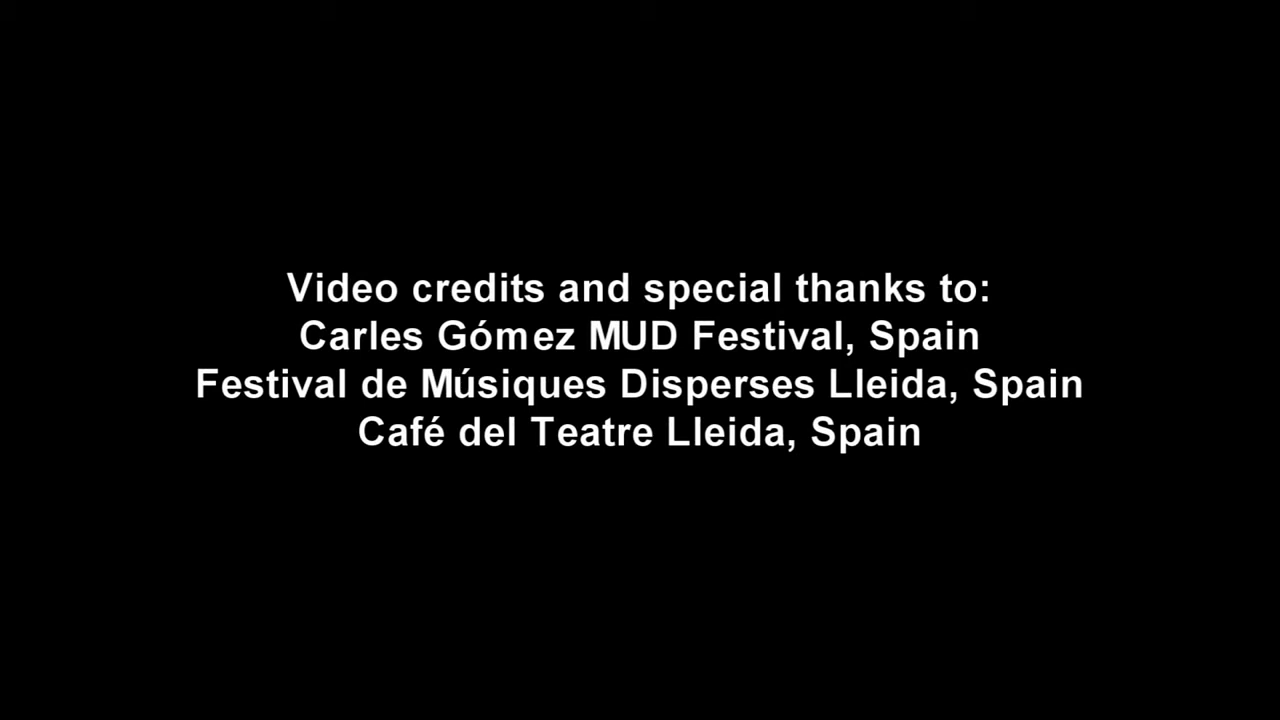 Video credits and special thanks to:
Carles Gómez MUD Festival, Spain
Festival de Músiques Disperses Lleida, Spain
Café del Teatre Lleida, Spain